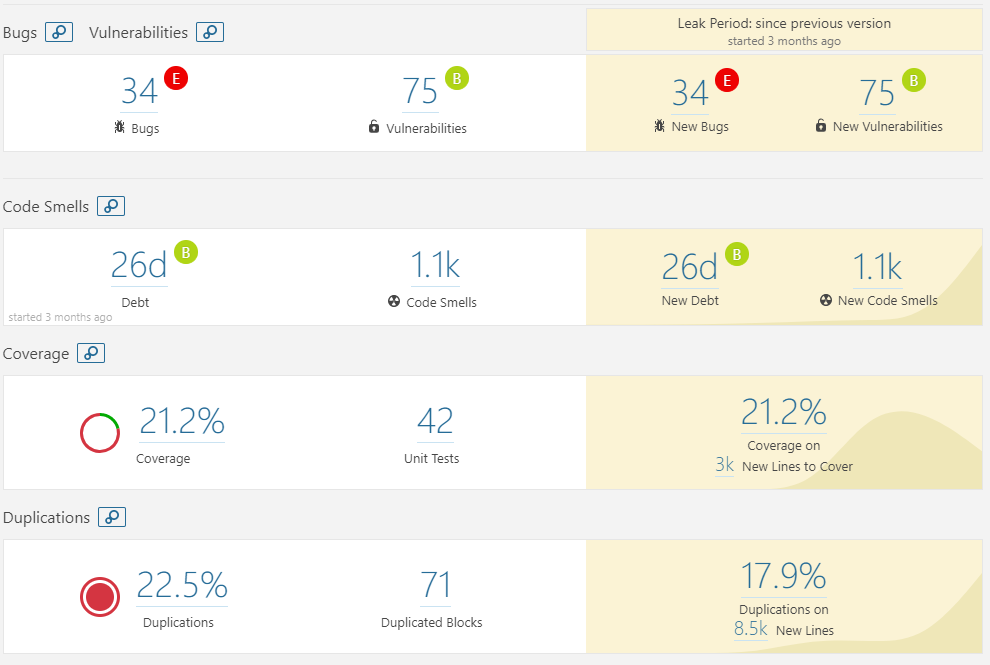 Bugs Vulnerabilities
Leak Period: since previous version
started 3 months ago
34 E
Bugs
75 B
Vulnerabilities
34 E
New Bugs
75 B
New Vulnerabilities
Code Smells
26d B
Debt
started 3 months ago
1.1k
Code Smells
26d B
New Debt
1.1k
New Code Smells
Coverage
21.2%
Coverage
42
Unit Tests
21.2%
Coverage on
3k New Lines to Cover
Duplications
22.5%
Duplications
71
Duplicated Blocks
17.9%
Duplications on
8.5k New Lines